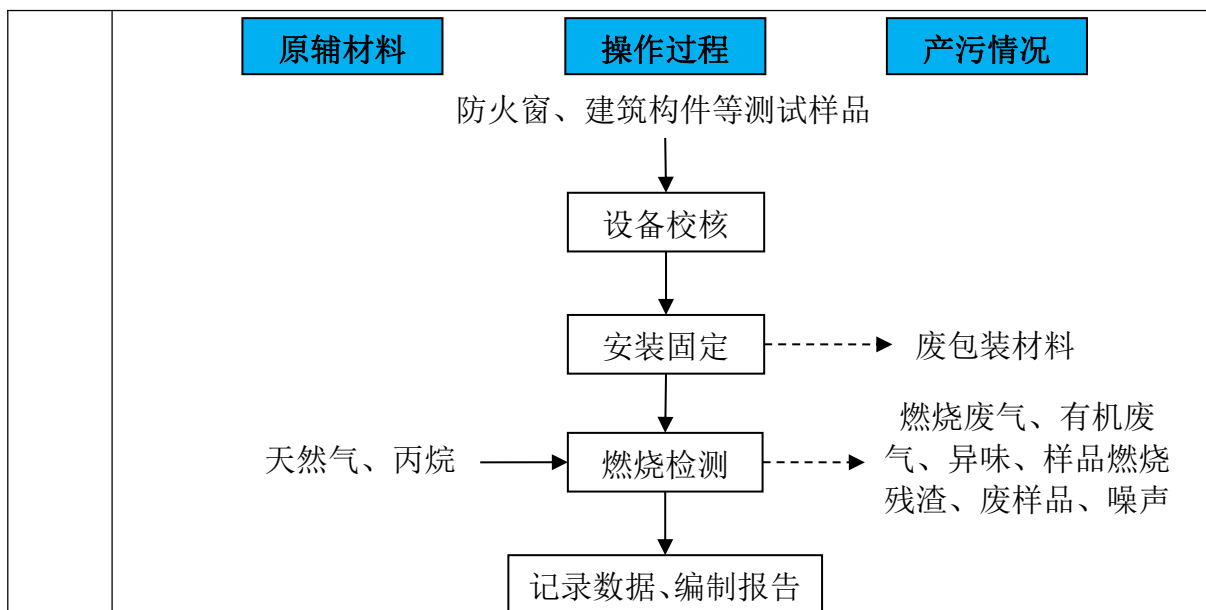 原辅材料
操作过程
产污情况
防火窗、建筑构件等测试样品
设备校核
安装固定
废包装材料
天然气、丙烷
燃烧检测
燃烧废气、有机废
气、异味、样品燃烧
残渣、废样品、噪声
记录数据、编制报告